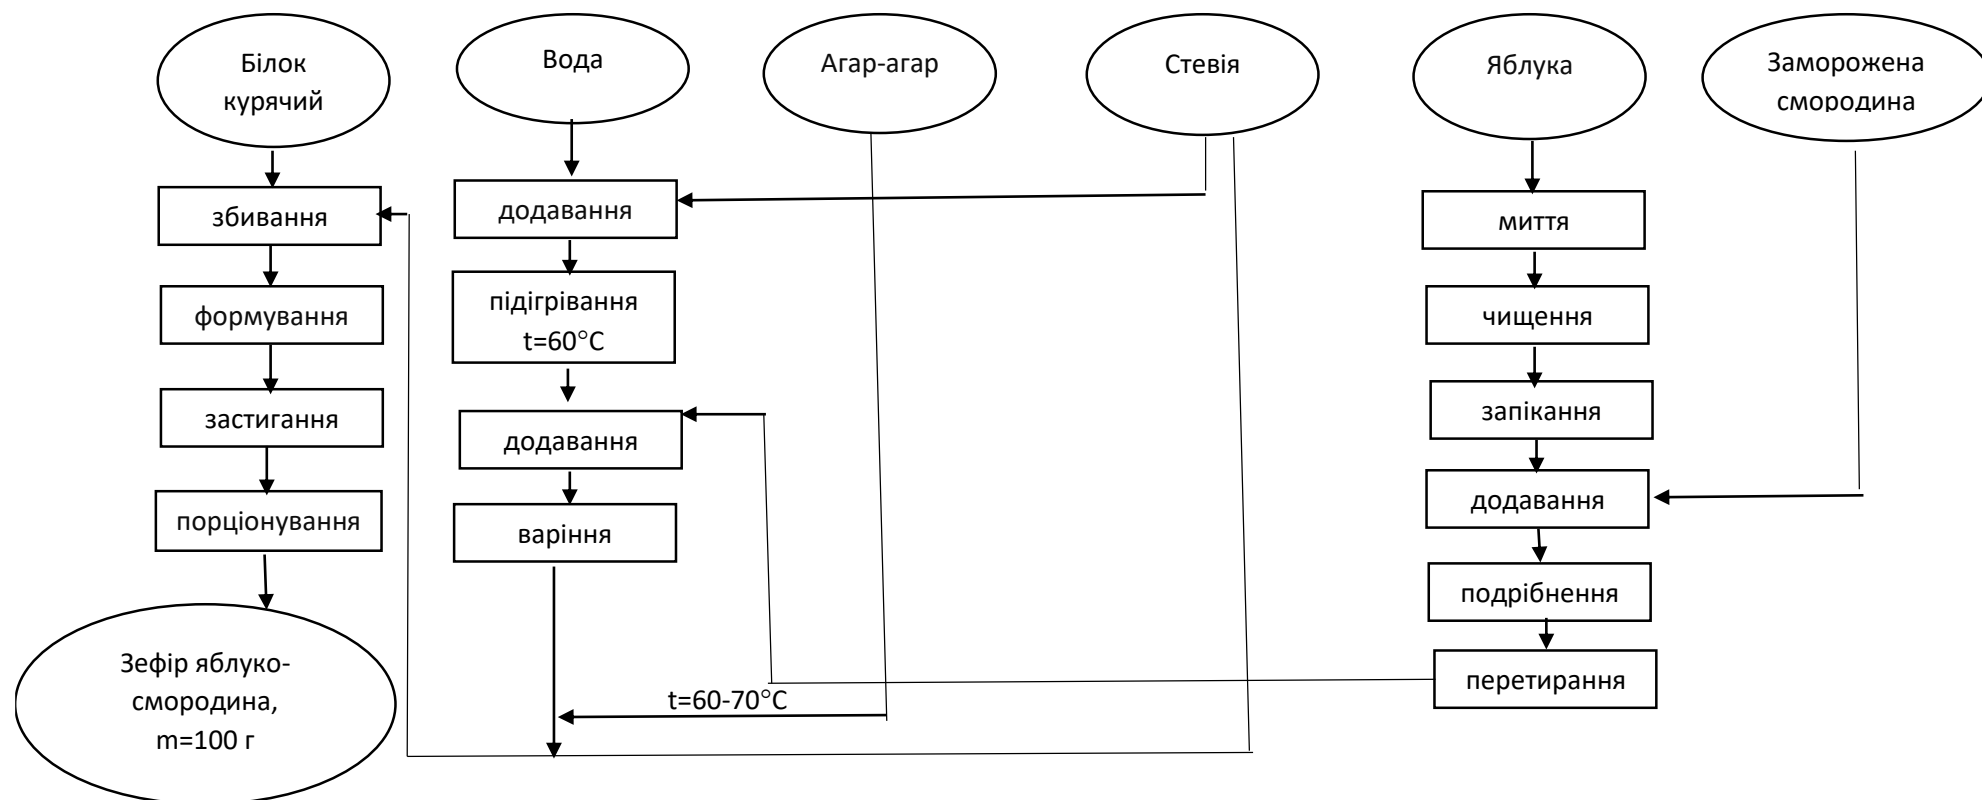 Білок
курячий
Вода
Агар-агар
Стевія
Яблука
Заморожена
смородина
збивання
формування
застигання
порціонування
Зефір яблуко-
смородина,
m=100 г
додавання
підігрівання
t=60°C
додавання
варіння
t=60-70°C
миття
чищення
запікання
додавання
подрібнення
перетирання